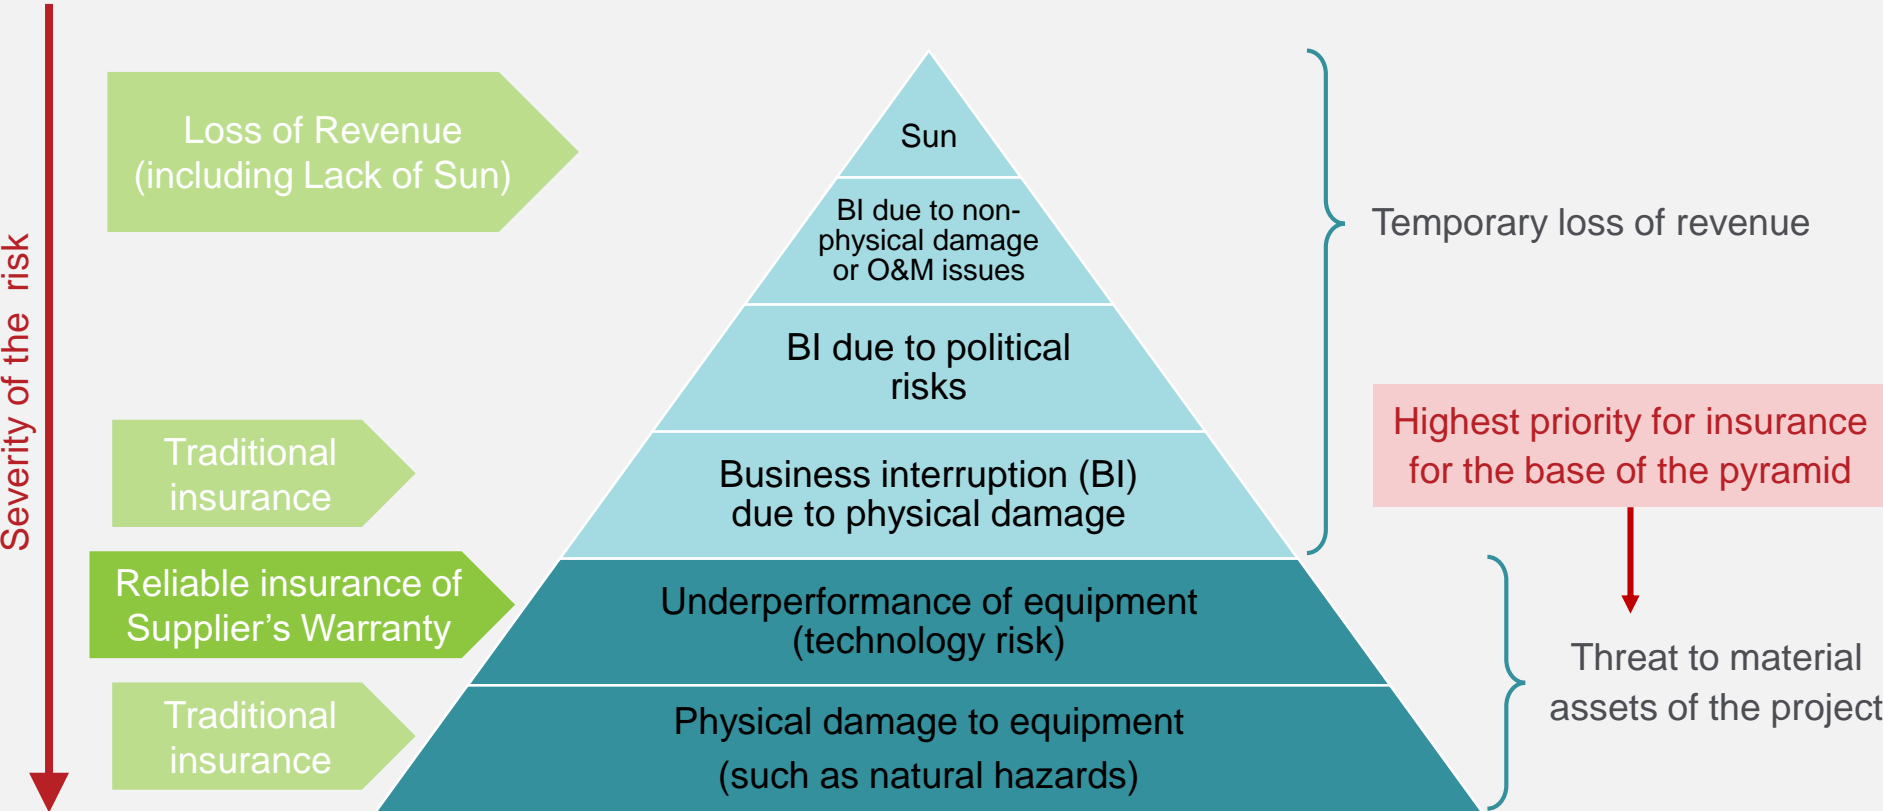 Severity of the risk
Loss of Revenue
(including Lack of Sun)
Traditional
insurance
Reliable insurance of
Supplier’s Warranty
Traditional
insurance
Sun
BI due to non-
physical damage
or O&M issues
BI due to political
risks
Business interruption (BI)
due to physical damage
Underperformance of equipment
(technology risk)
Physical damage to equipment
(such as natural hazards)
Temporary loss of revenue
Highest priority for insurance
for the base of the pyramid
Threat to material
assets of the project